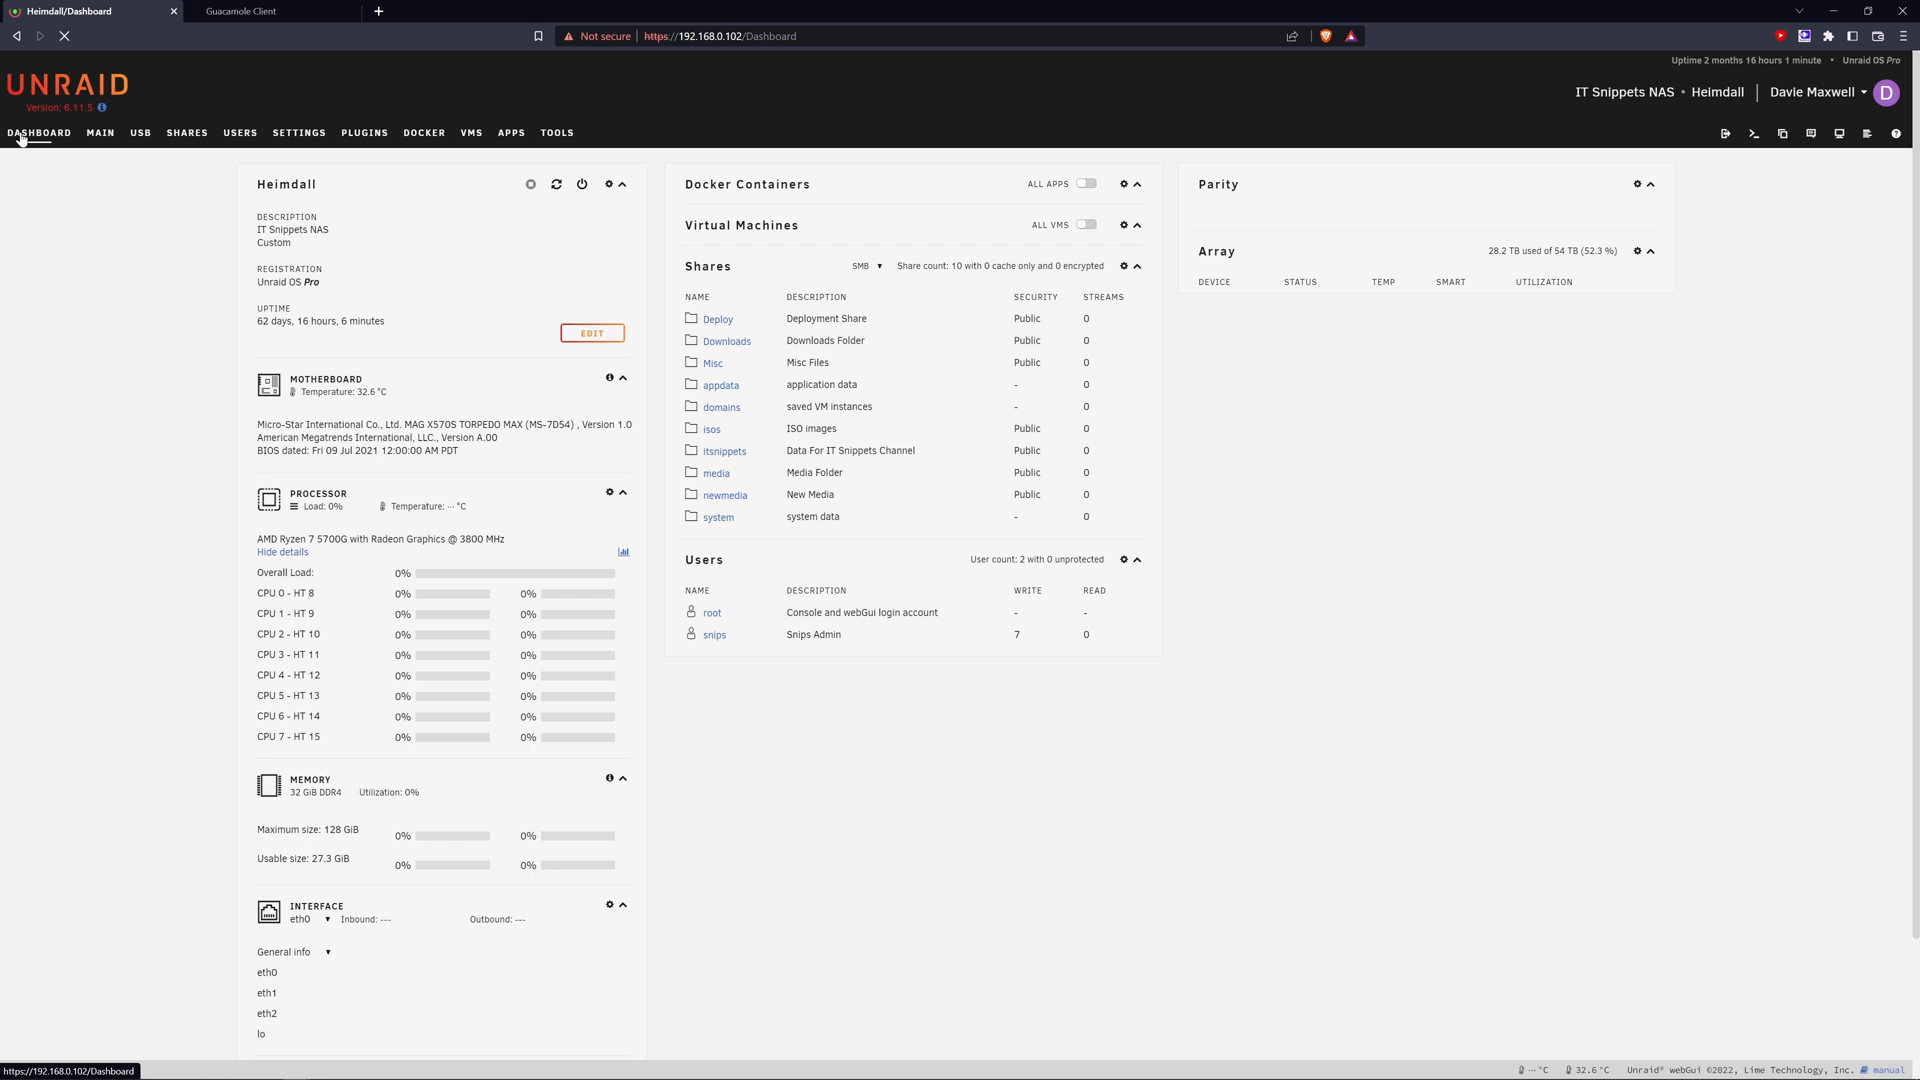 Heimdall/Dashboard
Guacamole Client
Not secure
https://192.168.0.102/Dashboard
Uptime 2 months 16 hours 1 minute • Unraid OS Pro
UNRAID
Version: 6.11.5
IT Snippets NAS • Heimdall
Davie Maxwell
D
DASHBOARD MAIN USB SHARES USERS SETTINGS PLUGINS DOCKER VMS APPS TOOLS
Heimdall
DESCRIPTION
IT Snippets NAS
Custom
REGISTRATION
Unraid OS Pro
UPTIME
62 days, 16 hours, 6 minutes
EDIT
MOTHERBOARD
Temperature: 32.6 °C
Micro-Star International Co., Ltd. MAG X570S TORPEDO MAX (MS-7D54) , Version 1.0
American Megatrends International, LLC., Version A.00
BIOS dated: Fri 09 Jul 2021 12:00:00 AM PDT
PROCESSOR
Load: 0% Temperature: --- °C
AMD Ryzen 7 5700G with Radeon Graphics @ 3800 MHz
Hide details
Overall Load: 0%
CPU 0 - HT 8 0% 0%
CPU 1 - HT 9 0% 0%
CPU 2 - HT 10 0% 0%
CPU 3 - HT 11 0% 0%
CPU 4 - HT 12 0% 0%
CPU 5 - HT 13 0% 0%
CPU 6 - HT 14 0% 0%
CPU 7 - HT 15 0% 0%
MEMORY
32 GiB DDR4 Utilization: 0%
Maximum size: 128 GiB 0% 0%
Usable size: 27.3 GiB 0% 0%
INTERFACE
eth0 Inbound: --- Outbound: ---
General info
eth0
eth1
eth2
lo
Docker Containers ALL APPS
Virtual Machines ALL VMS
Shares SMB Share count: 10 with 0 cache only and 0 encrypted
NAME DESCRIPTION SECURITY STREAMS
Deploy Deployment Share Public 0
Downloads Downloads Folder Public 0
Misc Misc Files Public 0
appdata application data - 0
domains saved VM instances - 0
isos ISO images Public 0
itsnippets Data For IT Snippets Channel Public 0
media Media Folder Public 0
newmedia New Media Public 0
system system data - 0
Users User count: 2 with 0 unprotected
NAME DESCRIPTION WRITE READ
root Console and webGui login account - -
snips Snips Admin 7 0
Parity
Array 28.2 TB used of 54 TB (52.3 %)
DEVICE STATUS TEMP SMART UTILIZATION
https://192.168.0.102/Dashboard
--- °C 32.6 °C Unraid® webGui ©2022, Lime Technology, Inc. manual